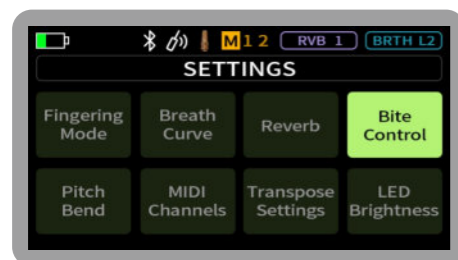 M 1 2 RVB 1 BRTH L2
SETTINGS
Fingering Mode
Breath Curve
Reverb
Bite Control
Pitch Bend
MIDI Channels
Transpose Settings
LED Brightness